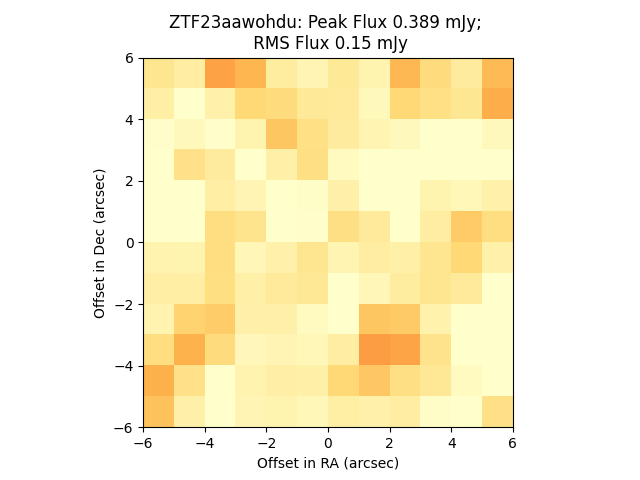 ZTF23aawohdu: Peak Flux 0.389 mJy;
RMS Flux 0.15 mJy
6
4
2
0
−2
−4
−6
Offset in Dec (arcsec)
−6 −4 −2 0 2 4 6
Offset in RA (arcsec)